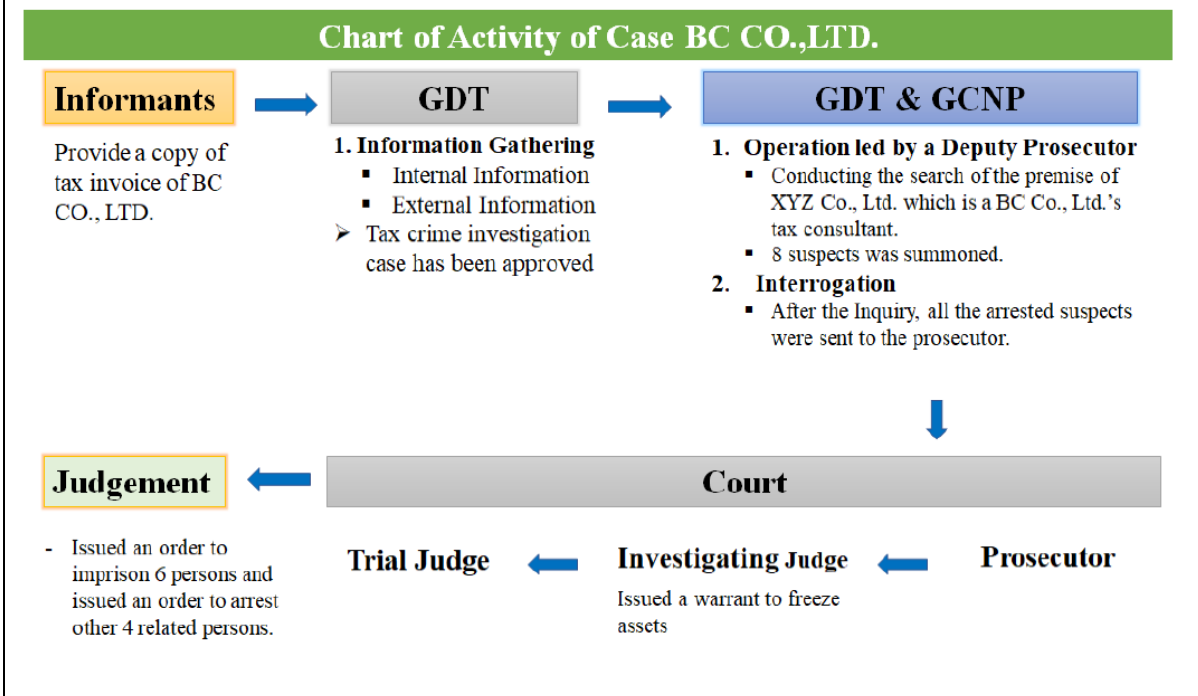 Chart of Activity of Case BC CO.,LTD.
Informants
Provide a copy of
tax invoice of BC
CO., LTD.
GDT
1. Information Gathering
▪ Internal Information
▪ External Information
➢ Tax crime investigation
case has been approved
GDT & GCNP
1. Operation led by a Deputy Prosecutor
▪ Conducting the search of the premise of
XYZ Co., Ltd. which is a BC Co., Ltd.’s
tax consultant.
▪ 8 suspects was summoned.
2. Interrogation
▪ After the Inquiry, all the arrested suspects
were sent to the prosecutor.
Court
Prosecutor
Investigating Judge
Issued a warrant to freeze
assets
Trial Judge
Judgement
- Issued an order to
imprison 6 persons and
issued an order to arrest
other 4 related persons.